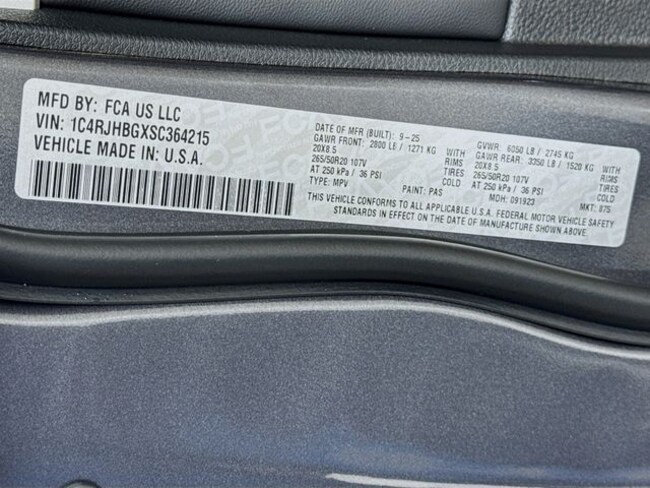 MFD BY: FCA US LLC
VIN: 1C4RJHBGXSC364215
VEHICLE MADE IN: U.S.A.
DATE OF MFR (BUILT): 9-25 GVWR: 6050 LB / 2745 KG
GAWR FRONT: 2800 LB / 1271 KG WITH GAWR REAR: 3350 LB / 1520 KG WITH
20X8.5 RIMS 20X8.5 RIMS
265/50R20 107V TIRES 265/50R20 107V TIRES
AT 250 kPa / 36 PSI COLD AT 250 kPa / 36 PSI COLD
TYPE: MPV PAINT: PAS MDH: 091923 MKT: 875
THIS VEHICLE CONFORMS TO ALL APPLICABLE U.S.A. FEDERAL MOTOR VEHICLE SAFETY
STANDARDS IN EFFECT ON THE DATE OF MANUFACTURE SHOWN ABOVE.